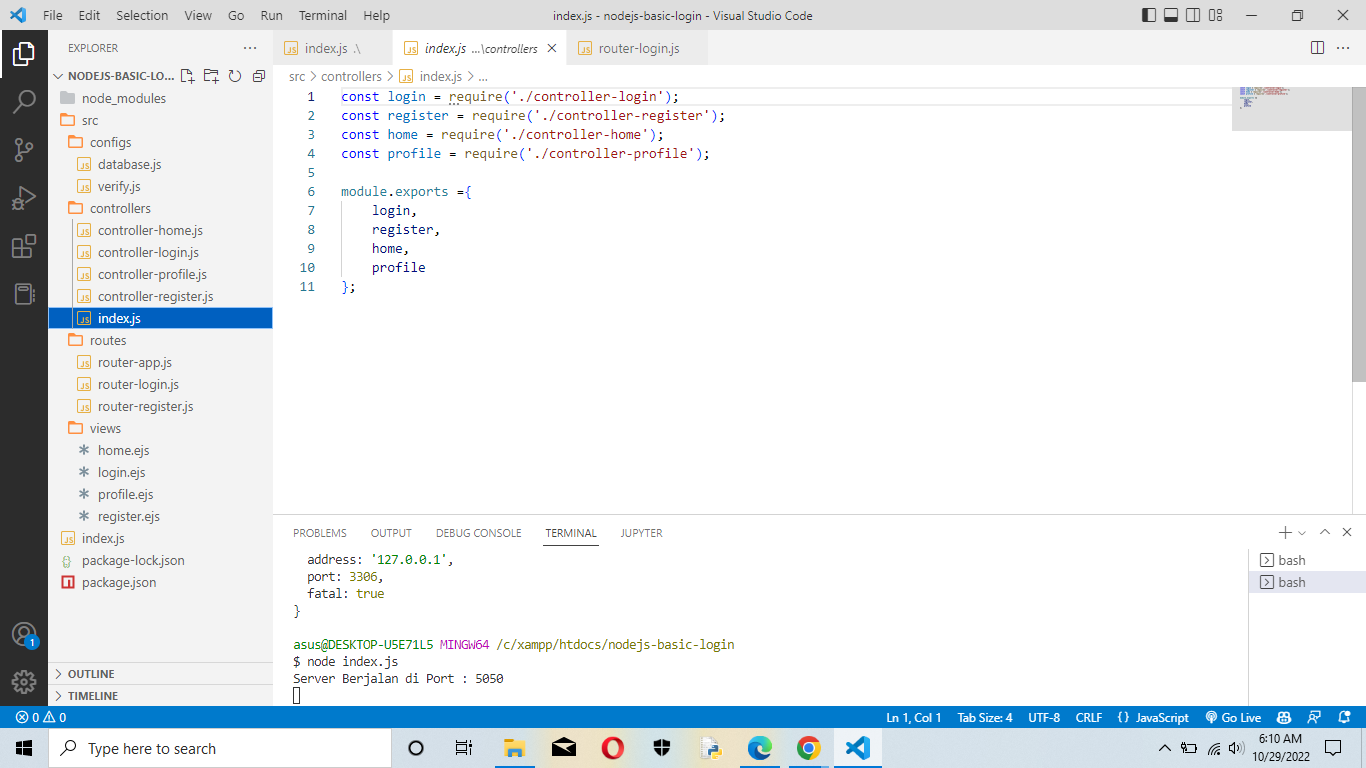 File Edit Selection View Go Run Terminal Help
index.js - nodejs-basic-login - Visual Studio Code
EXPLORER
NODEJS-BASIC-LO...
node_modules
src
configs
database.js
verify.js
controllers
controller-home.js
controller-login.js
controller-profile.js
controller-register.js
index.js
routes
router-app.js
router-login.js
router-register.js
views
home.ejs
login.ejs
profile.ejs
register.ejs
index.js
package-lock.json
package.json
OUTLINE
TIMELINE
1
index.js .\
index.js ...\controllers
router-login.js
src > controllers > index.js > ...
1 const login = require('./controller-login');
2 const register = require('./controller-register');
3 const home = require('./controller-home');
4 const profile = require('./controller-profile');
5
6 module.exports ={
7 login,
8 register,
9 home,
10 profile
11 };
PROBLEMS OUTPUT DEBUG CONSOLE TERMINAL JUPYTER
address: '127.0.0.1',
port: 3306,
fatal: true
}
asus@DESKTOP-U5E71L5 MINGW64 /c/xampp/htdocs/nodejs-basic-login
$ node index.js
Server Berjalan di Port : 5050
bash
bash
0 0
Ln 1, Col 1 Tab Size: 4 UTF-8 CRLF {} JavaScript Go Live
Type here to search
6:10 AM
10/29/2022